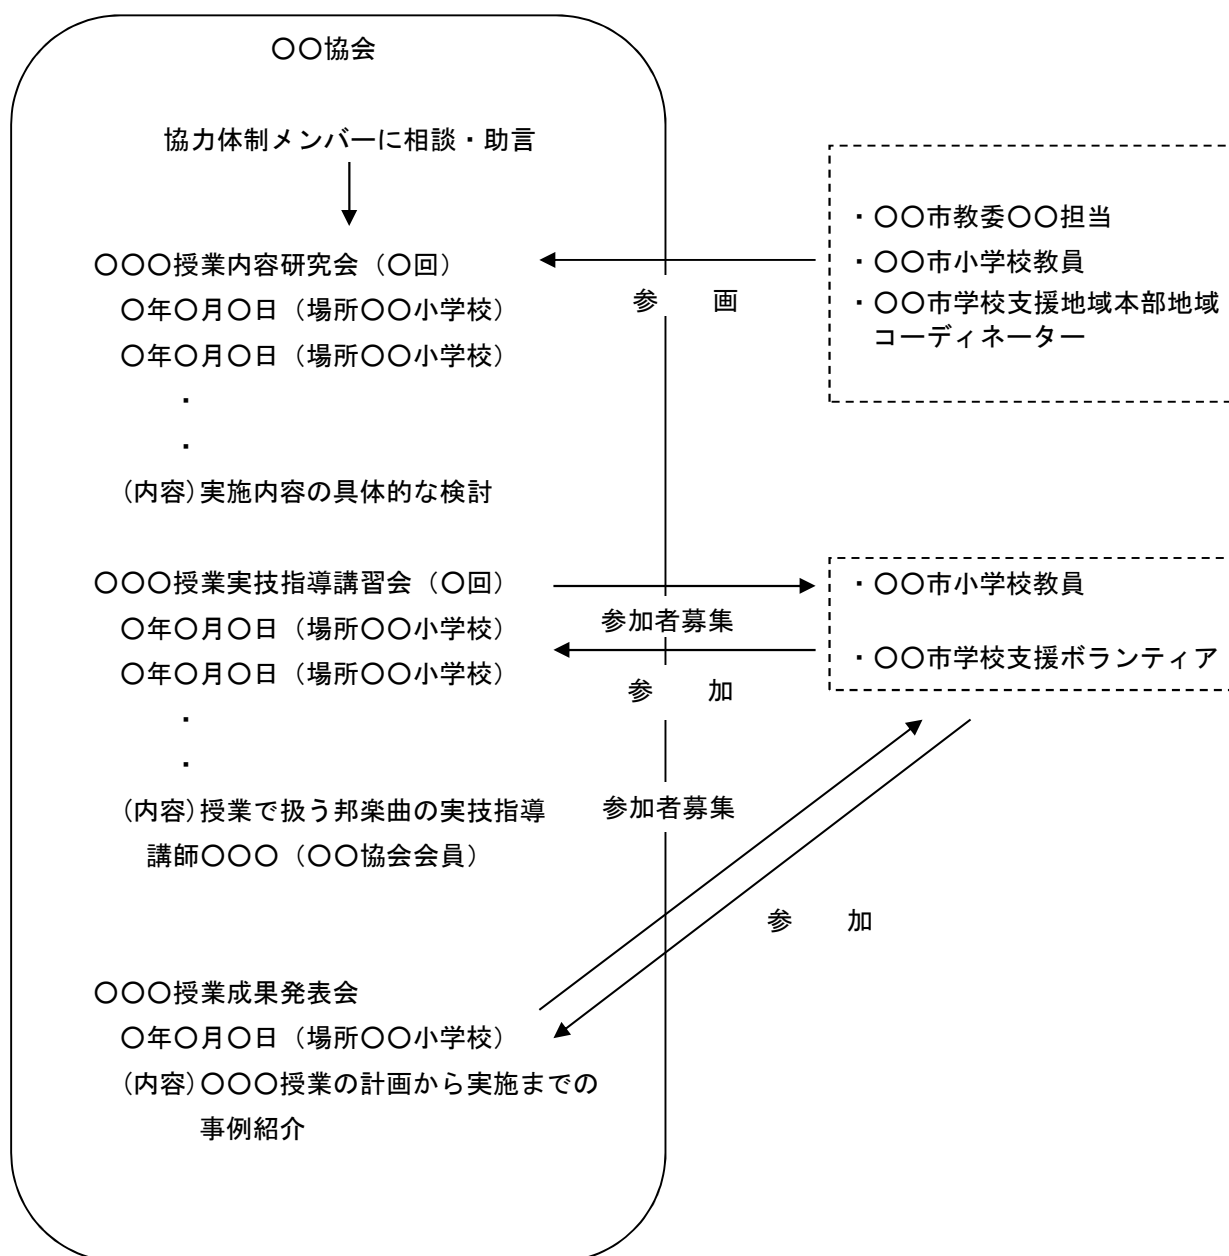 〇〇協会
協力体制メンバーに相談・助言
〇〇〇授業内容研究会（〇回）
〇年〇月〇日（場所〇〇小学校）
〇年〇月〇日（場所〇〇小学校）
・
・
（内容）実施内容の具体的な検討
参　画
・〇〇市教委〇〇担当
・〇〇市小学校教員
・〇〇市学校支援地域本部地域
コーディネーター
〇〇〇授業実技指導講習会（〇回）
〇年〇月〇日（場所〇〇小学校）
〇年〇月〇日（場所〇〇小学校）
・
・
（内容）授業で扱う邦楽曲の実技指導
講師〇〇〇（〇〇協会会員）
参加者募集
参　加
・〇〇市小学校教員
・〇〇市学校支援ボランティア
参加者募集
参　加
〇〇〇授業成果発表会
〇年〇月〇日（場所〇〇小学校）
（内容）〇〇〇授業の計画から実施までの
事例紹介